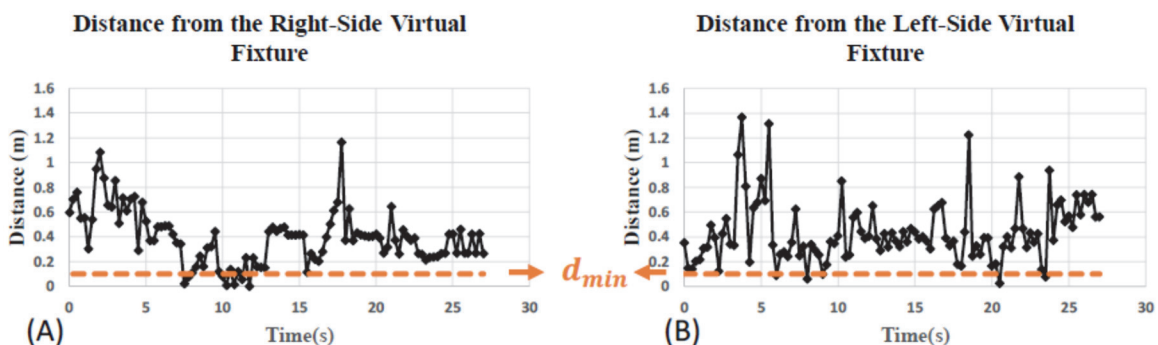 Distance from the Right-Side Virtual
Fixture
1.6
1.4
1.2
1
0.8
0.6
0.4
0.2
0
Distance (m)
0 5 10 15 20 25 30
Time(s)
(A)
d_min
Distance from the Left-Side Virtual
Fixture
1.6
1.4
1.2
1
0.8
0.6
0.4
0.2
0
Distance (m)
0 5 10 15 20 25 30
Time(s)
(B)